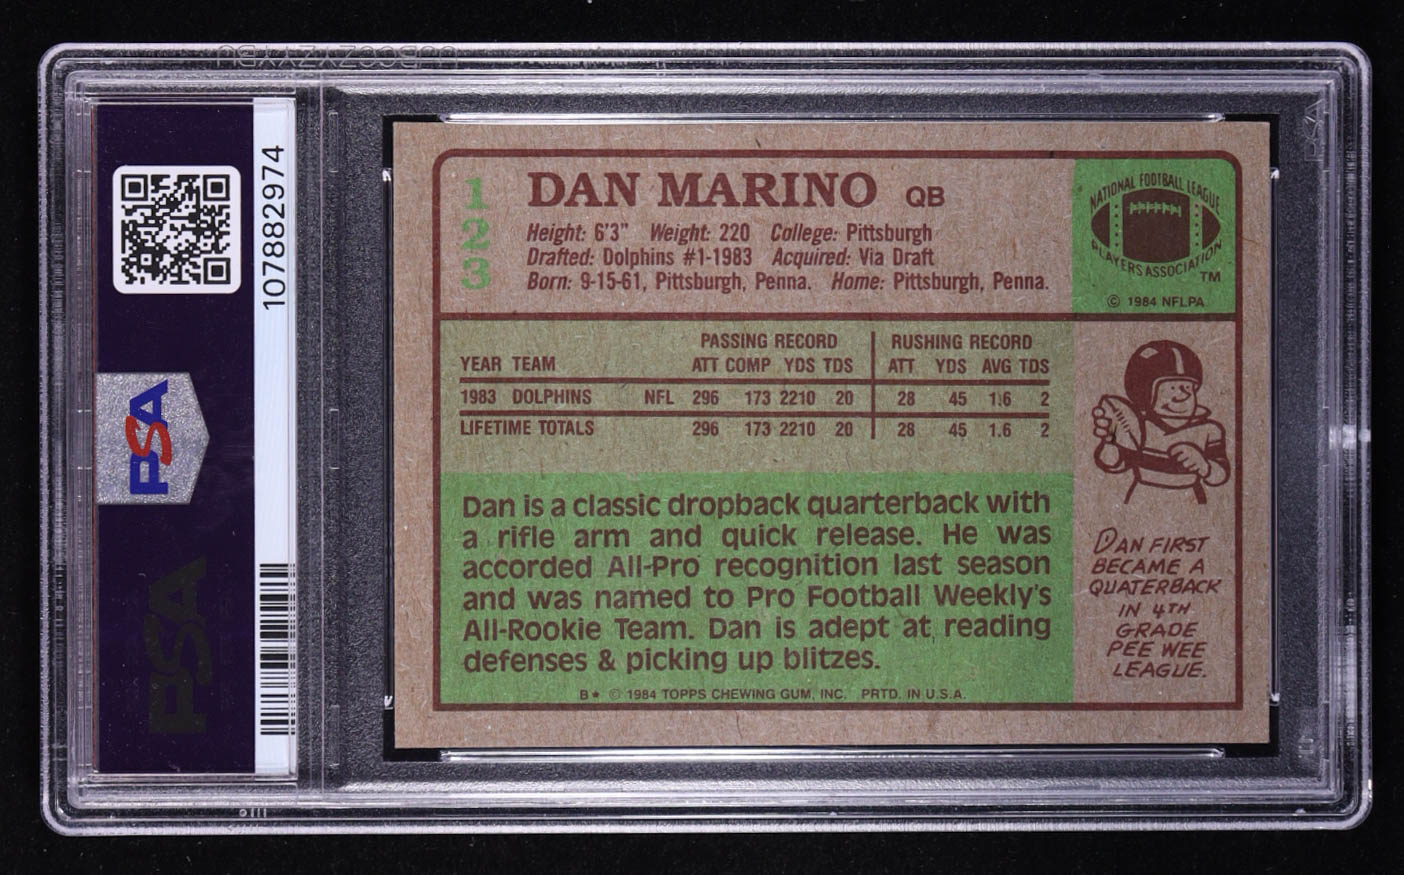 107882974
PSA
PSA
123
DAN MARINO QB
Height: 6'3" Weight: 220 College: Pittsburgh
Drafted: Dolphins #1-1983 Acquired: Via Draft
Born: 9-15-61, Pittsburgh, Penna. Home: Pittsburgh, Penna.
NATIONAL FOOTBALL LEAGUE
PLAYERS ASSOCIATION
TM
© 1984 NFLPA
PASSING RECORD RUSHING RECORD
YEAR TEAM ATT COMP YDS TDS ATT YDS AVG TDS
1983 DOLPHINS NFL 296 173 2210 20 28 45 1.6 2
LIFETIME TOTALS 296 173 2210 20 28 45 1.6 2
Dan is a classic dropback quarterback with
a rifle arm and quick release. He was
accorded All-Pro recognition last season
and was named to Pro Football Weekly's
All-Rookie Team. Dan is adept at reading
defenses & picking up blitzes.
B★ © 1984 TOPPS CHEWING GUM, INC. PRTD. IN U.S.A.
DAN FIRST
BECAME A
QUATERBACK
IN 4TH
GRADE
PEE WEE
LEAGUE.